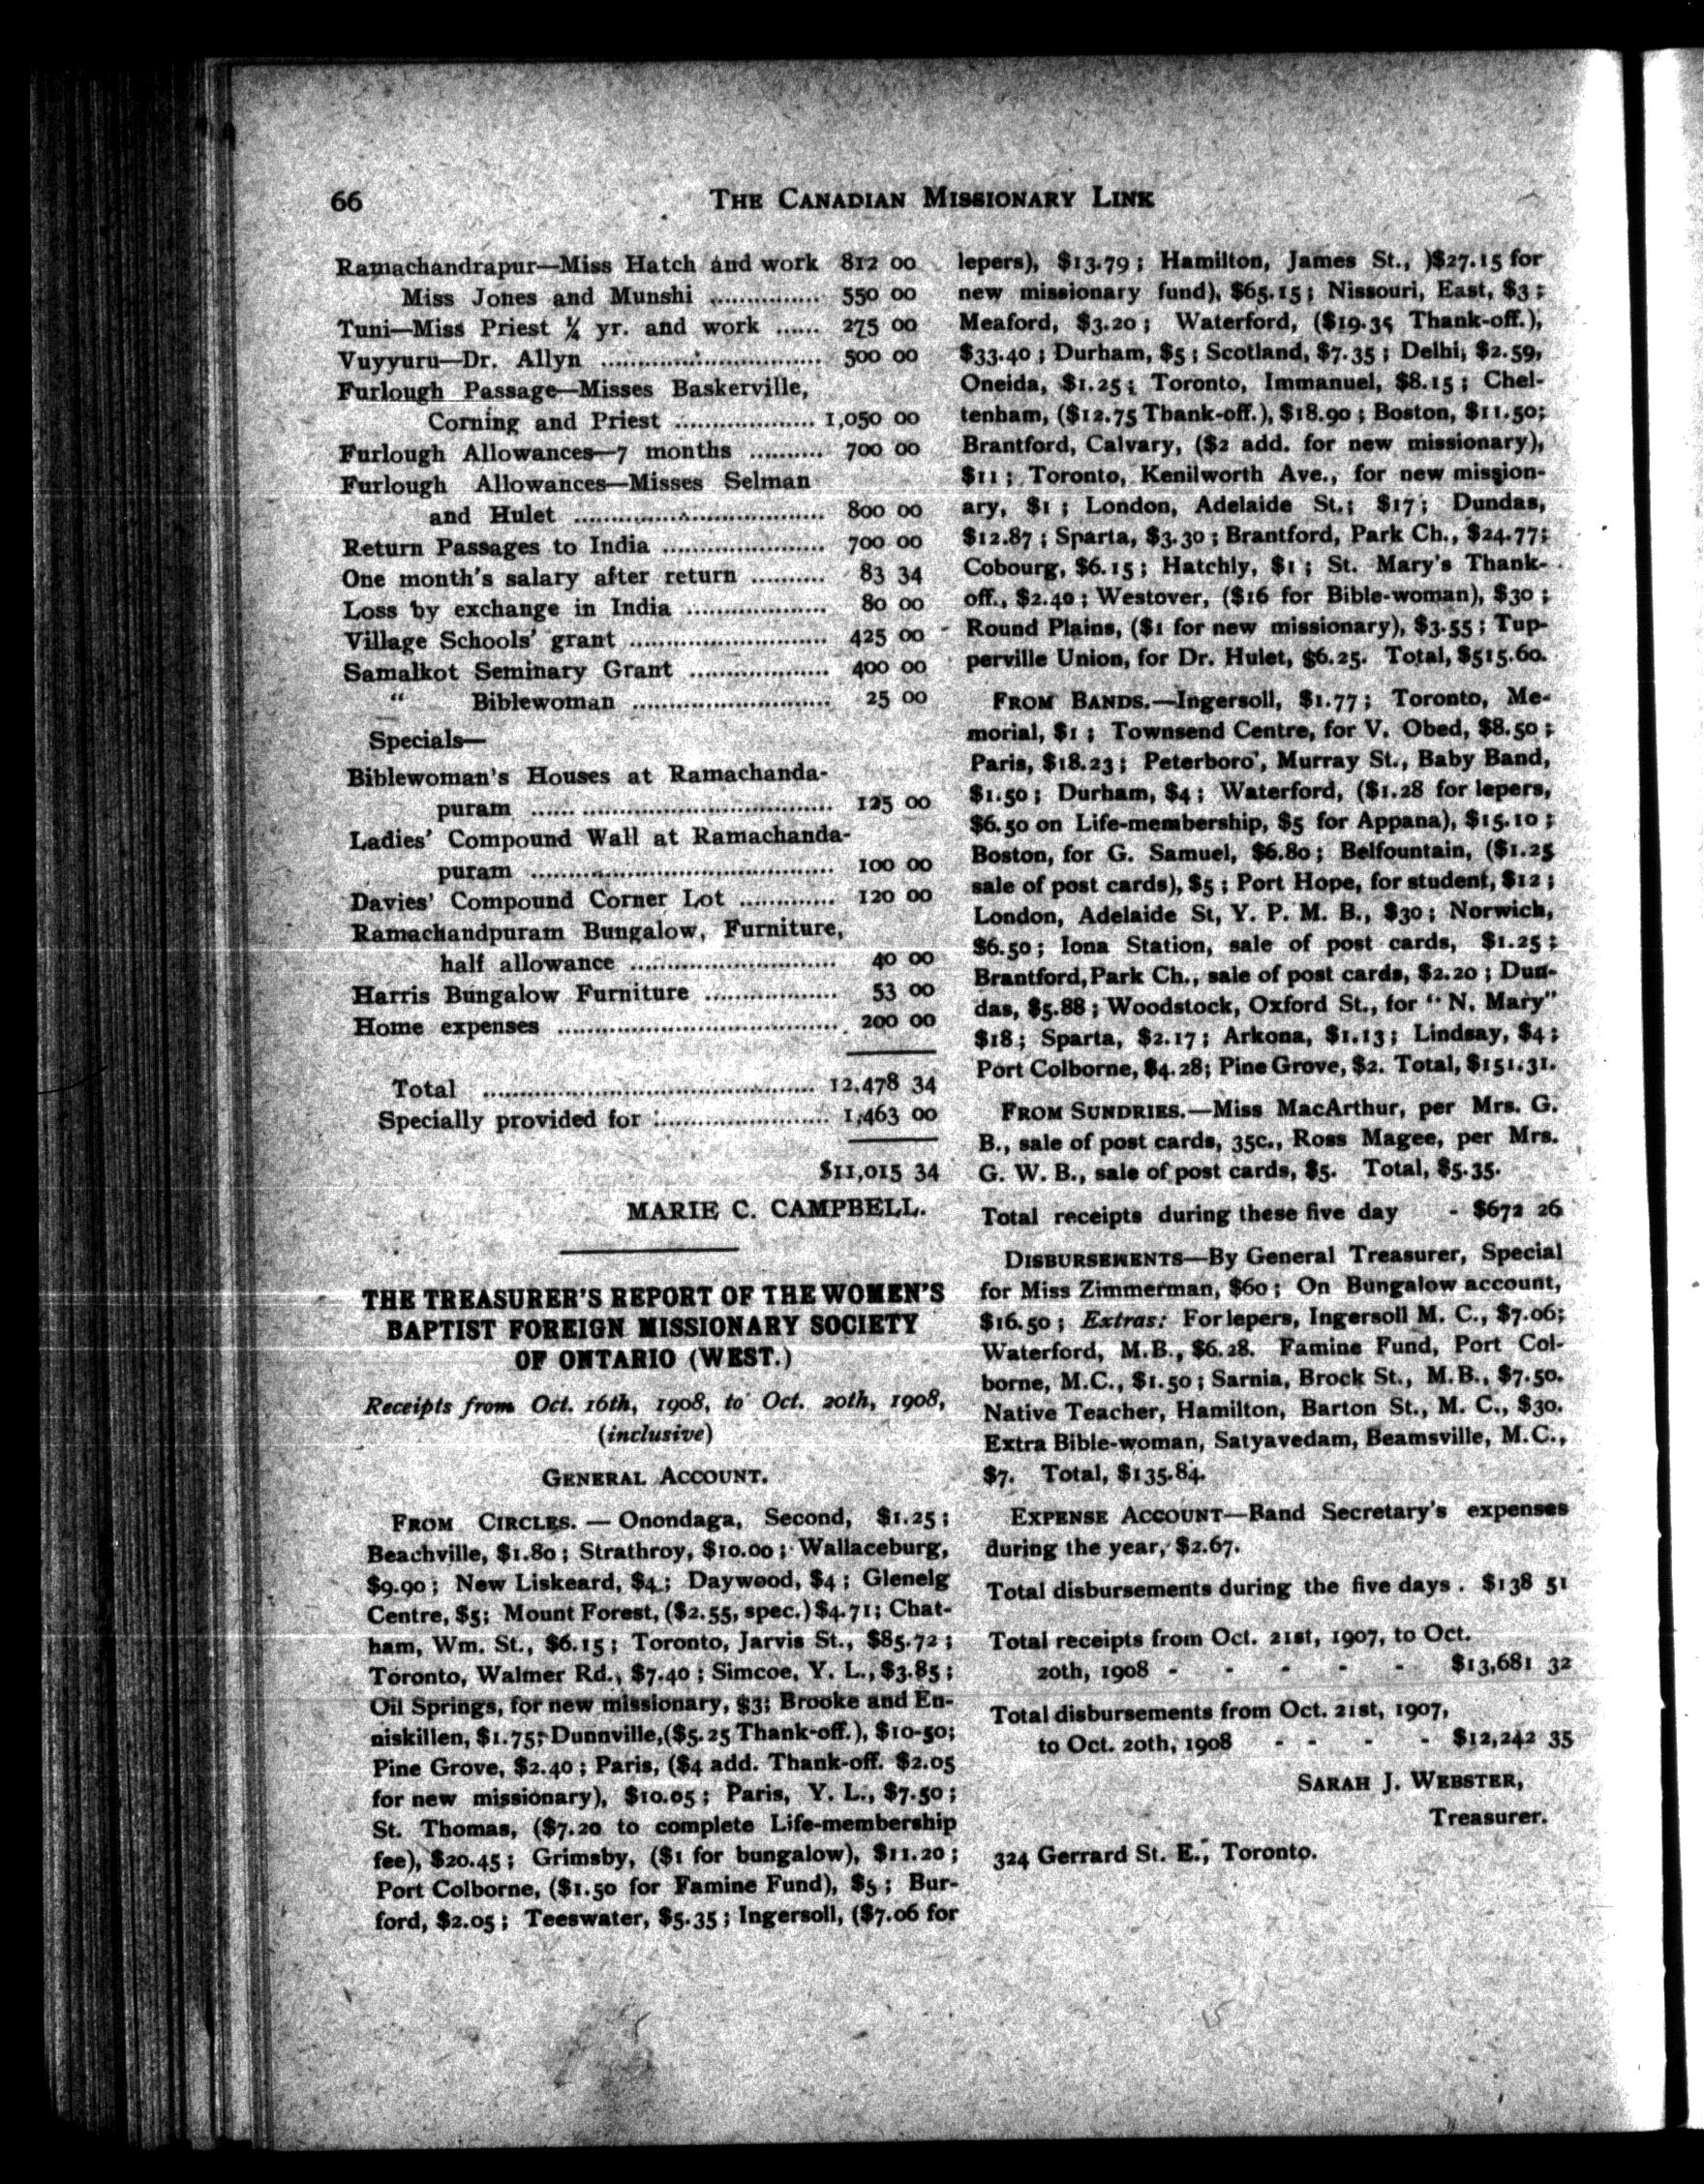 66
THE CANADIAN MISSIONARY LINK
Ramachandrapur—Miss Hatch and work 812 00
Miss Jones and Munshi ............... 550 00
Tuni—Miss Priest ¼ yr. and work ...... 275 00
Vuyyuru—Dr. Allyn .............................. 500 00
Furlough Passage—Misses Baskerville,
Corning and Priest ................... 1,050 00
Furlough Allowances—7 months .......... 700 00
Furlough Allowances—Misses Selman
and Hulet .................................. 800 00
Return Passages to India ...................... 700 00
One month's salary after return .......... 83 34
Loss by exchange in India ................... 80 00
Village Schools' grant ........................... 425 00
Samalkot Seminary Grant ................... 400 00
" Biblewoman ........................... 25 00
Specials—
Biblewoman's Houses at Ramachanda-
puram ...... .................................. 125 00
Ladies' Compound Wall at Ramachanda-
puram ......................................... 100 00
Davies' Compound Corner Lot ............. 120 00
Ramachandpuram Bungalow, Furniture,
half allowance ............................ 40 00
Harris Bungalow Furniture .................. 53 00
Home expenses ...................................... 200 00
Total ............................................. 12,478 34
Specially provided for ........................ 1,463 00
$11,015 34
MARIE C. CAMPBELL.
THE TREASURER'S REPORT OF THE WOMEN'S
BAPTIST FOREIGN MISSIONARY SOCIETY
OF ONTARIO (WEST.)
Receipts from Oct. 16th, 1908, to Oct. 20th, 1908,
(inclusive)
GENERAL ACCOUNT.
FROM CIRCLES. — Onondaga, Second, $1.25;
Beachville, $1.80; Strathroy, $10.00; Wallaceburg,
$9.90; New Liskeard, $4.; Daywood, $4; Glenelg
Centre, $5; Mount Forest, ($2.55, spec.) $4.71; Chat-
ham, Wm. St., $6.15; Toronto, Jarvis St., $85.72;
Toronto, Walmer Rd., $7.40; Simcoe, Y. L., $3.85;
Oil Springs, for new missionary, $3; Brooke and En-
niskillen, $1.75; Dunnville,($5.25 Thank-off.), $10-50;
Pine Grove, $2.40; Paris, ($4 add. Thank-off. $2.05
for new missionary), $10.05; Paris, Y. L., $7.50;
St. Thomas, ($7.20 to complete Life-membership
fee), $20.45; Grimsby, ($1 for bungalow), $11.20;
Port Colborne, ($1.50 for Famine Fund), $5; Bur-
ford, $2.05; Teeswater, $5.35; Ingersoll, ($7.06 for
lepers), $13.79; Hamilton, James St., )$27.15 for
new missionary fund), $65.15; Nissouri, East, $3;
Meaford, $3.20; Waterford, ($19.35 Thank-off.),
$33.40; Durham, $5; Scotland, $7.35; Delhi, $2.59,
Oneida, $1.25; Toronto, Immanuel, $8.15; Chel-
tenham, ($12.75 Thank-off.), $18.90; Boston, $11.50;
Brantford, Calvary, ($2 add. for new missionary),
$11; Toronto, Kenilworth Ave., for new mission-
ary, $1; London, Adelaide St.; $17; Dundas,
$12.87; Sparta, $3.30; Brantford, Park Ch., $24.77;
Cobourg, $6.15; Hatchly, $1; St. Mary's Thank-
off., $2.40; Westover, ($16 for Bible-woman), $30;
Round Plains, ($1 for new missionary), $3.55; Tup-
perville Union, for Dr. Hulet, $6.25. Total, $515.60.
FROM BANDS.—Ingersoll, $1.77; Toronto, Me-
morial, $1; Townsend Centre, for V. Obed, $8.50;
Paris, $18.23; Peterboro', Murray St., Baby Band,
$1.50; Durham, $4; Waterford, ($1.28 for lepers,
$6.50 on Life-membership, $5 for Appana), $15.10;
Boston, for G. Samuel, $6.80; Belfountain, ($1.25
sale of post cards), $5; Port Hope, for student, $12;
London, Adelaide St, Y. P. M. B., $30; Norwich,
$6.50; Iona Station, sale of post cards, $1.25;
Brantford, Park Ch., sale of post cards, $2.20; Dun-
das, $5.88; Woodstock, Oxford St., for "N. Mary"
$18; Sparta, $2.17; Arkona, $1.13; Lindsay, $4;
Port Colborne, $4.28; Pine Grove, $2. Total, $151.31.
FROM SUNDRIES.—Miss MacArthur, per Mrs. G.
B., sale of post cards, 35c., Ross Magee, per Mrs.
G. W. B., sale of post cards, $5. Total, $5.35.
Total receipts during these five day - $672 26
DISBURSEMENTS—By General Treasurer, Special
for Miss Zimmerman, $60; On Bungalow account,
$16.50; Extras: For lepers, Ingersoll M. C., $7.06;
Waterford, M.B., $6.28. Famine Fund, Port Col-
borne, M.C., $1.50; Sarnia, Brock St., M.B., $7.50.
Native Teacher, Hamilton, Barton St., M. C., $30.
Extra Bible-woman, Satyavedam, Beamsville, M.C.,
$7. Total, $135.84.
EXPENSE ACCOUNT—Band Secretary's expenses
during the year, $2.67.
Total disbursements during the five days . $138 51
Total receipts from Oct. 21st, 1907, to Oct.
20th, 1908 - - - - - $13,681 32
Total disbursements from Oct. 21st, 1907,
to Oct. 20th, 1908 - - - - $12,242 35
SARAH J. WEBSTER,
Treasurer.
324 Gerrard St. E., Toronto.